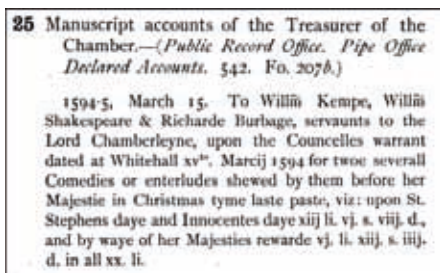 25 Manuscript accounts of the Treasurer of the
Chamber.—(Public Record Office. Pipe Office
Declared Accounts. 542. Fo. 207b.)
1594-5, March 15. To Willm̄ Kempe, Willm̄
Shakespeare & Richarde Burbage, servaunts to the
Lord Chamberleyne, upon the Councelles warrant
dated at Whitehall xvᵗᵒ. Marcij 1594 for twoe severall
Comedies or enterludes shewed by them before her
Majestie in Christmas tyme laste paste, viz: upon St.
Stephens daye and Innocentes daye xiij li. vj. s. viij. d.,
and by waye of her Majesties rewarde vj. li. xiij. s. iiij.
d. in all xx. li.